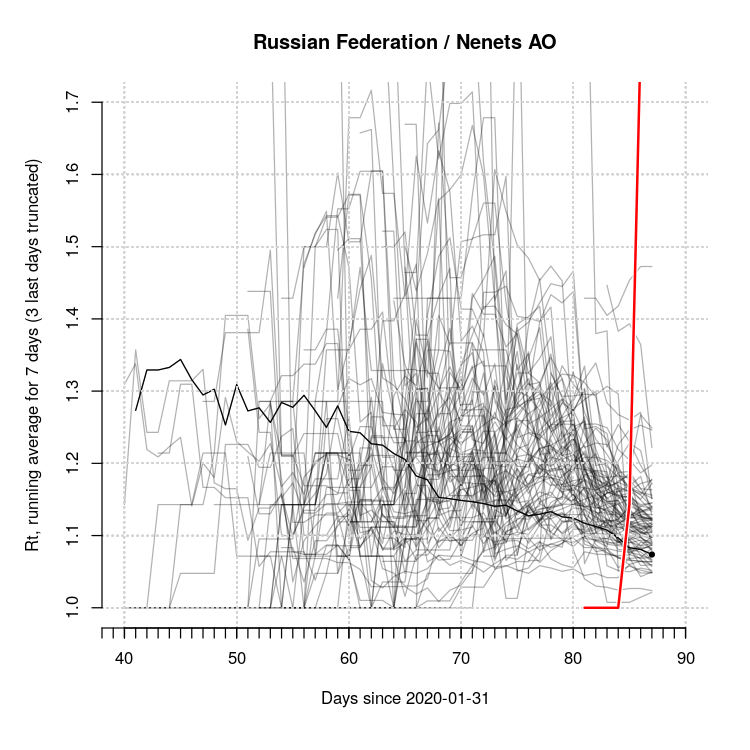 Russian Federation / Nenets AO
Rt, running average for 7 days (3 last days truncated)
1.7
1.6
1.5
1.4
1.3
1.2
1.1
1.0
40 50 60 70 80 90
Days since 2020-01-31